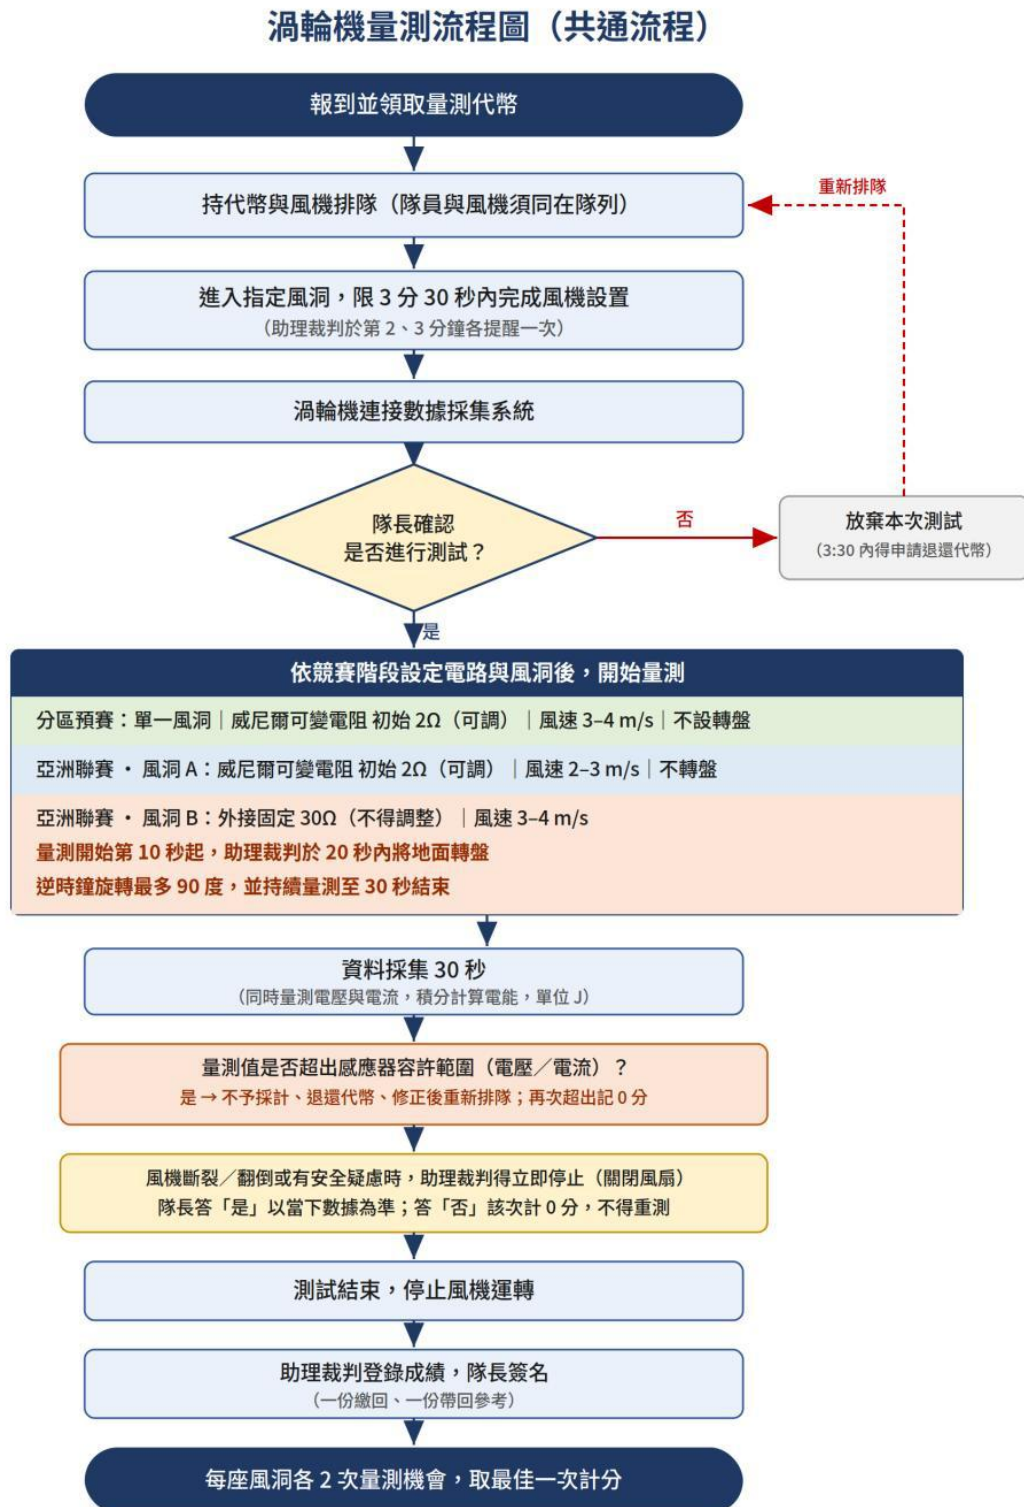 渦輪機量測流程圖（共通流程）
報到並領取量測代幣
持代幣與風機排隊（隊員與風機須同在隊列）
重新排隊
進入指定風洞，限 3 分 30 秒內完成風機設置
（助理裁判於第 2、3 分鐘各提醒一次）
渦輪機連接數據採集系統
隊長確認
是否進行測試？
否
放棄本次測試
（3:30 內得申請退還代幣）
是
依競賽階段設定電路與風洞後，開始量測
分區預賽：單一風洞｜威尼爾可變電阻 初始 2Ω（可調）｜風速 3–4 m/s｜不設轉盤
亞洲聯賽 · 風洞 A：威尼爾可變電阻 初始 2Ω（可調）｜風速 2–3 m/s｜不轉盤
亞洲聯賽 · 風洞 B：外接固定 30Ω（不得調整）｜風速 3–4 m/s
量測開始第 10 秒起，助理裁判於 20 秒內將地面轉盤
逆時鐘旋轉最多 90 度，並持續量測至 30 秒結束
資料採集 30 秒
（同時量測電壓與電流，積分計算電能，單位 J）
量測值是否超出感應器容許範圍（電壓／電流）？
是 → 不予採計、退還代幣、修正後重新排隊；再次超出記 0 分
風機斷裂／翻倒或有安全疑慮時，助理裁判得立即停止（關閉風扇）
隊長答「是」以當下數據為準；答「否」該次計 0 分，不得重測
測試結束，停止風機運轉
助理裁判登錄成績，隊長簽名
（一份繳回、一份帶回參考）
每座風洞各 2 次量測機會，取最佳一次計分